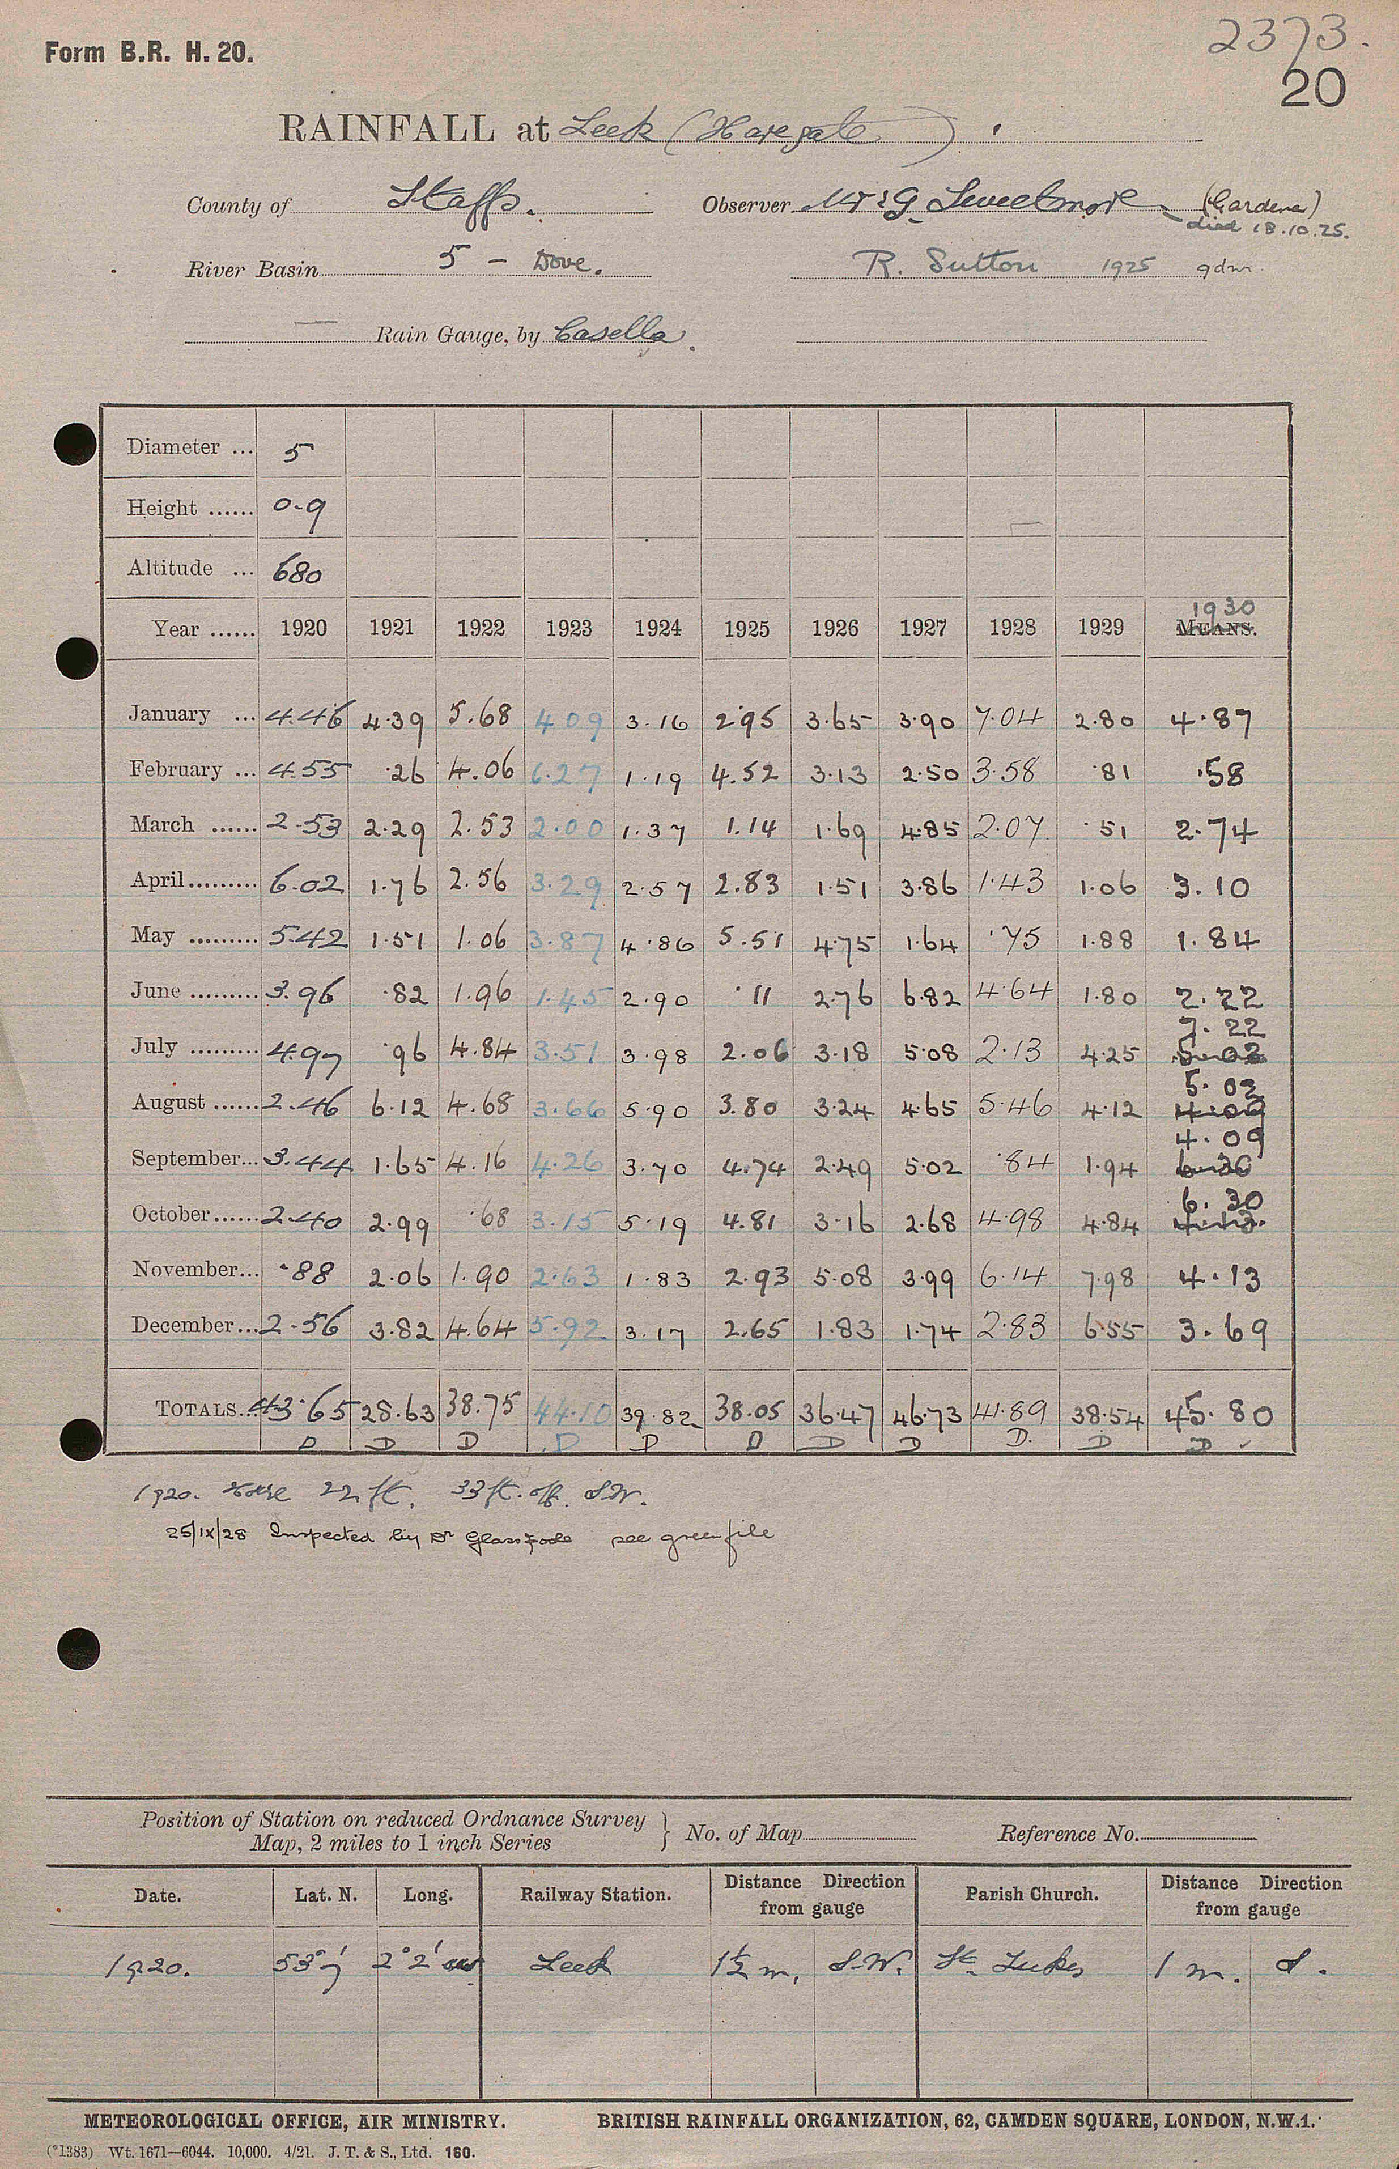 Form B.R. H. 20.
2373.
20
RAINFALL at Leek (Haregate)
County of Staffs. Observer Mr G. Sweetmore (Gardener)
died 18.10.25.
River Basin 5 - Dove. R. Sutton 1925 gdnr.
Rain Gauge, by Casella.
Diameter ... 5
Height ...... 0.9
Altitude ... 680
1930
Year ...... 1920 1921 1922 1923 1924 1925 1926 1927 1928 1929 MEANS.
January ... 4.46 4.39 5.68 4.09 3.16 2.95 3.65 3.90 7.04 2.80 4.87
February ... 4.55 .26 4.06 6.27 1.19 4.52 3.13 2.50 3.58 .81 .58
March ...... 2.53 2.29 2.53 2.00 1.37 1.14 1.69 4.85 2.07 .51 2.74
April ......... 6.02 1.76 2.56 3.29 2.57 2.83 1.51 3.86 1.43 1.06 3.10
May ......... 5.42 1.51 1.06 3.87 4.86 5.51 4.75 1.64 .75 1.88 1.84
June ......... 3.96 .82 1.96 1.45 2.90 .11 2.76 6.82 4.64 1.80 2.22
7.22
July ......... 4.97 .96 4.84 3.51 3.98 2.06 3.18 5.08 2.13 4.25 5.02
5.02
August ...... 2.46 6.12 4.68 3.66 5.90 3.80 3.24 4.65 5.46 4.12 4.09
4.09
September... 3.44 1.65 4.16 4.26 3.70 4.74 2.49 5.02 .84 1.94 6.30
6.30
October...... 2.40 2.99 .68 3.15 5.19 4.81 3.16 2.68 4.98 4.84 4.13.
November... .88 2.06 1.90 2.63 1.83 2.93 5.08 3.99 6.14 7.98 4.13
December... 2.56 3.82 4.64 5.92 3.17 2.65 1.83 1.74 2.83 6.55 3.69
TOTALS... 43.65 28.63 38.75 44.10 39.82 38.05 36.47 46.73 41.89 38.54 45.80
D D D D D D D D D. D D ✓
1920. 22 ft. 33 ft. off. S.W.
25/IX/28 Inspected by Dr Glasspoole see green file
Position of Station on reduced Ordnance Survey
Map, 2 miles to 1 inch Series } No. of Map Reference No.
Date. Lat. N. Long. Railway Station. Distance Direction from gauge Parish Church. Distance Direction from gauge
1920. 53° 7' 2° 2' W Leek 1½ m. S.W. St. Lukes 1 m. S.
METEOROLOGICAL OFFICE, AIR MINISTRY. BRITISH RAINFALL ORGANIZATION, 62, CAMDEN SQUARE, LONDON, N.W.1.
(*1383) Wt. 1671—6044. 10,000. 4/21. J. T. & S., Ltd. 160.